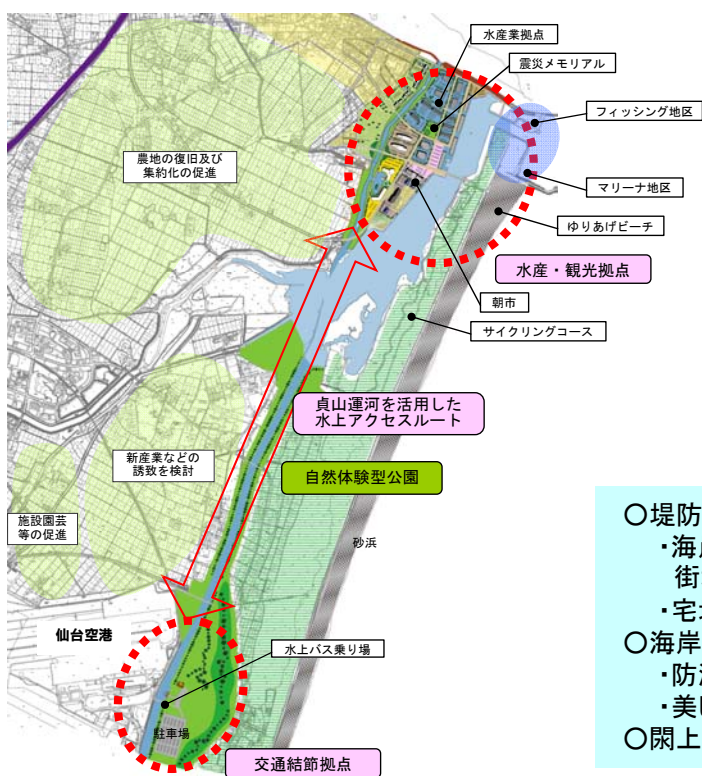 水産業拠点
震災メモリアル
フィッシング地区
農地の復旧及び
集約化の促進
マリーナ地区
ゆりあげビーチ
水産・観光拠点
朝市
サイクリングコース
貞山運河を活用した
水上アクセスルート
新産業などの
誘致を検討
自然体験型公園
施設園芸
等の促進
砂浜
仙台空港
水上バス乗り場
駐車場
交通結節拠点
〇堤防
・海
街
・宅
〇海岸
・防
・美
〇閖上